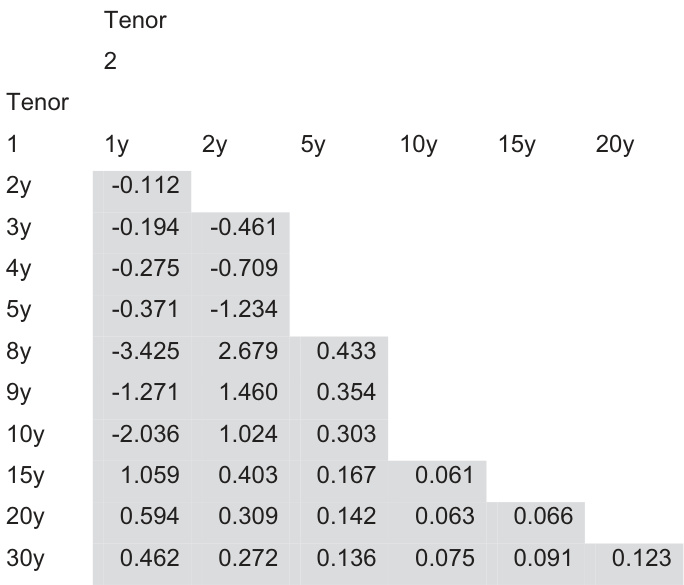 Tenor
2
Tenor
1 1y 2y 5y 10y 15y 20y
2y -0.112
3y -0.194 -0.461
4y -0.275 -0.709
5y -0.371 -1.234
8y -3.425 2.679 0.433
9y -1.271 1.460 0.354
10y -2.036 1.024 0.303
15y 1.059 0.403 0.167 0.061
20y 0.594 0.309 0.142 0.063 0.066
30y 0.462 0.272 0.136 0.075 0.091 0.123